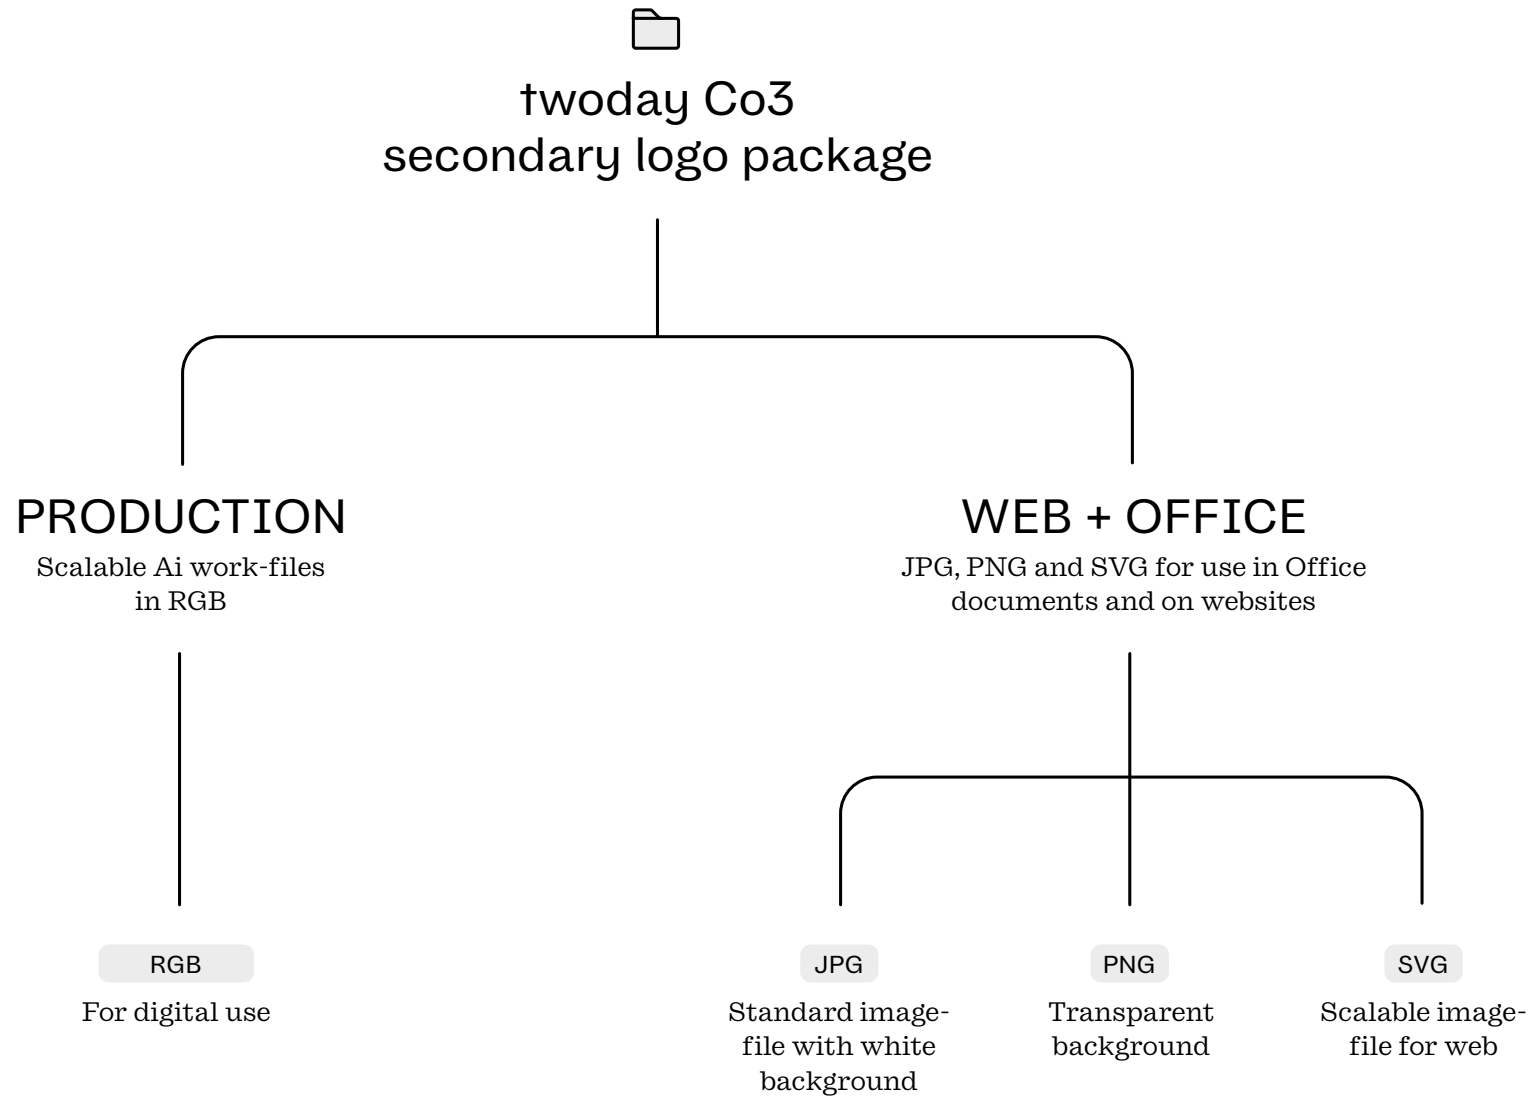 twoday Co3
secondary logo package
PRODUCTION
Scalable Ai work-files
in RGB
WEB + OFFICE
JPG, PNG and SVG for use in Office
documents and on websites
RGB
For digital use
JPG
Standard image-
file with white
background
PNG
Transparent
background
SVG
Scalable image-
file for web